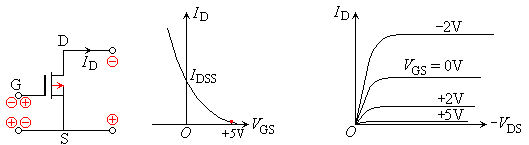 D
I_D
⊖
G
⊖⊕
⊕⊖
⊕
S
I_D
I_DSS
O
+5V
V_GS
I_D
−2V
V_GS = 0V
+2V
+5V
O
-V_DS